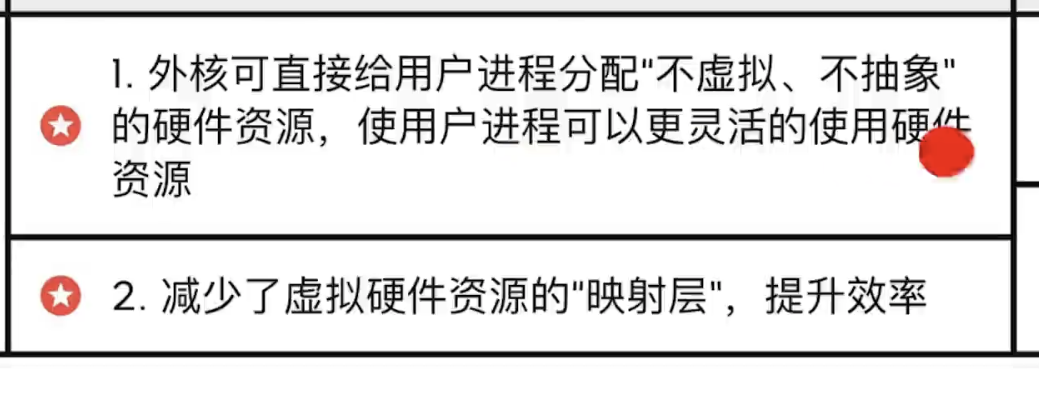 1. 外核可直接给用户进程分配"不虚拟、不抽象"
的硬件资源，使用户进程可以更灵活的使用硬件
资源
2. 减少了虚拟硬件资源的"映射层"，提升效率